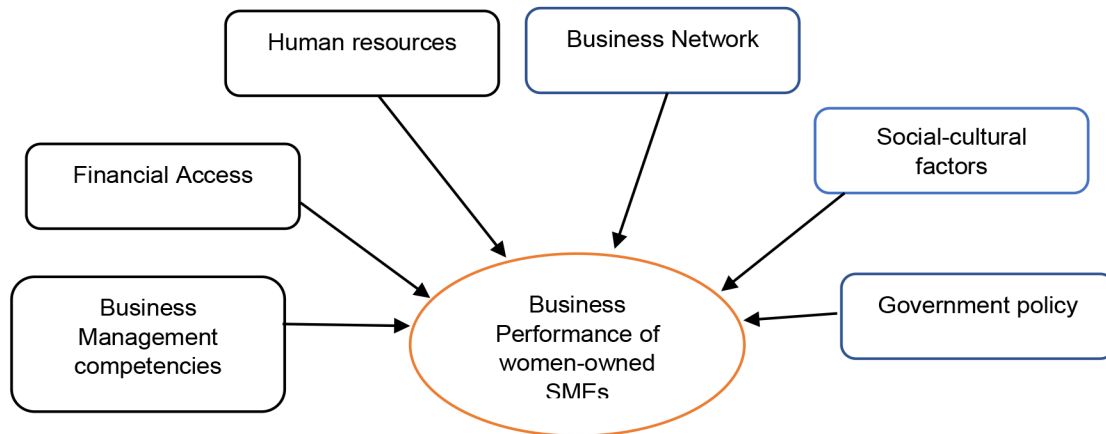 Human resources
Business Network
Social-cultural
factors
Financial Access
Business
Management
competencies
Government policy
Business
Performance of
women-owned
SMEs